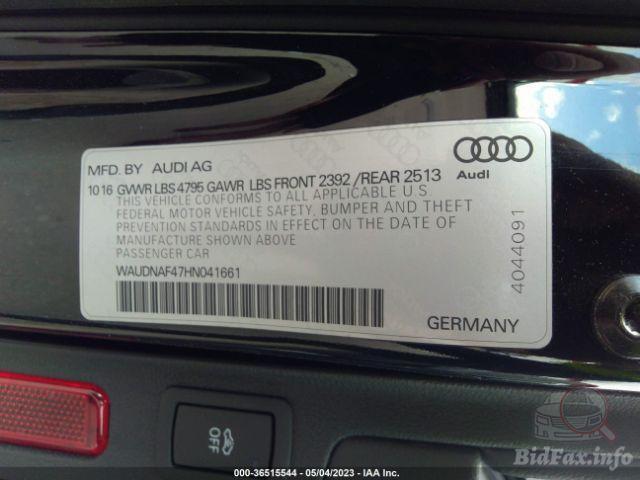 MFD. BY AUDI AG
Audi
10 16 GVWR LBS 4795 GAWR LBS FRONT 2392 /REAR 2513
THIS VEHICLE CONFORMS TO ALL APPLICABLE U.S.
FEDERAL MOTOR VEHICLE SAFETY, BUMPER AND THEFT
PREVENTION STANDARDS IN EFFECT ON THE DATE OF
MANUFACTURE SHOWN ABOVE
PASSENGER CAR
WAUDNAF47HN041661
4044091
GERMANY
OFF
000-36515544 - 05/04/2023 - IAA Inc.
BidFax.info